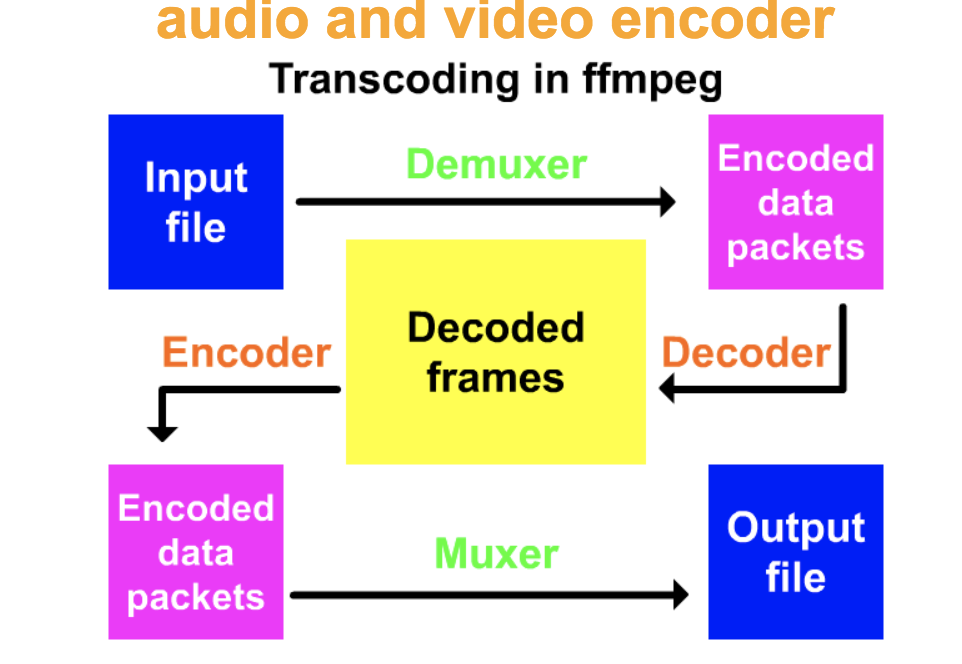 audio and video encoder
Transcoding in ffmpeg
Input
file
Demuxer
Encoded
data
packets
Decoder
Decoded
frames
Encoder
Encoded
data
packets
Muxer
Output
file